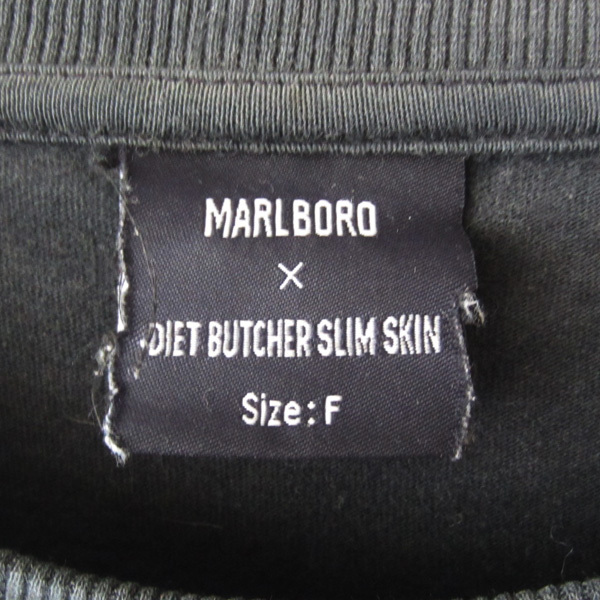 MARLBORO
×
DIET BUTCHER SLIM SKIN
Size: F